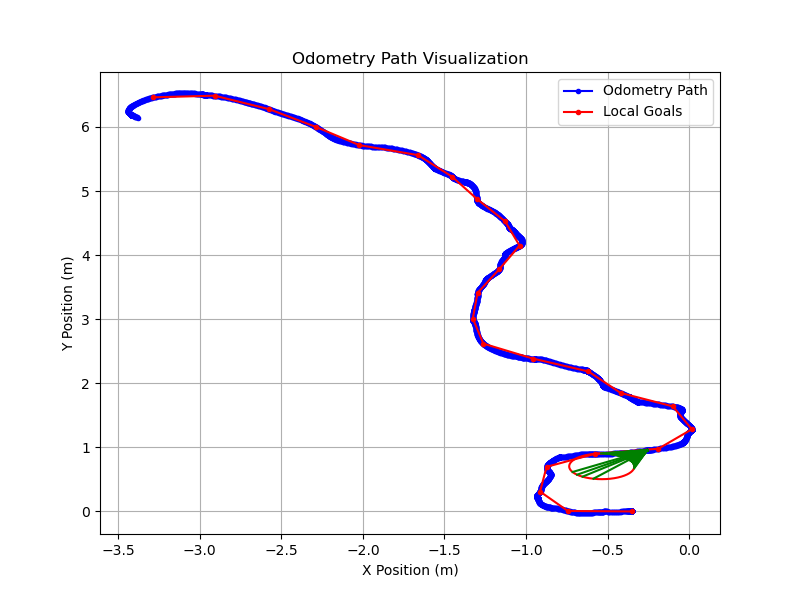 Odometry Path Visualization
Odometry Path
Local Goals
Y Position (m)
6
5
4
3
2
1
0
−3.5 −3.0 −2.5 −2.0 −1.5 −1.0 −0.5 0.0
X Position (m)